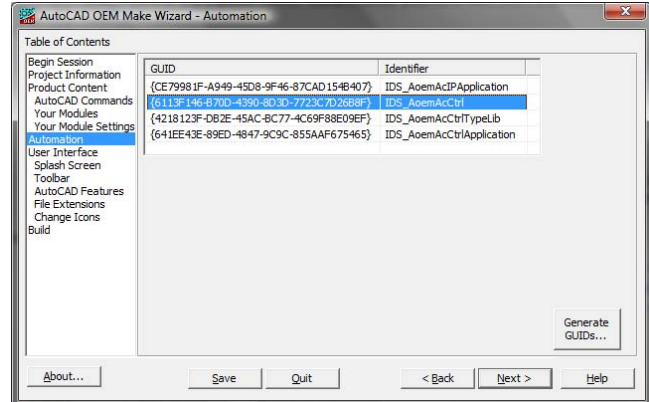 AutoCAD OEM Make Wizard - Automation
Table of Contents
Begin Session
Project Information
Product Content
AutoCAD Commands
Your Modules
Your Module Settings
Automation
User Interface
Splash Screen
Toolbar
AutoCAD Features
File Extensions
Change Icons
Build
GUID Identifier
{CE79981F-A949-45D8-9F46-87CAD154B407} IDS_AoemAcIPApplication
{6113F146-B70D-4390-8D3D-7723C7D26B8F} IDS_AoemAcCtrl
{4218123F-DB2E-45AC-BC77-4C69F88E09EF} IDS_AoemAcCtrlTypeLib
{641EE43E-89ED-4847-9C9C-855AAF675465} IDS_AoemAcCtrlApplication
Generate
GUIDs...
About... Save Quit < Back Next > Help